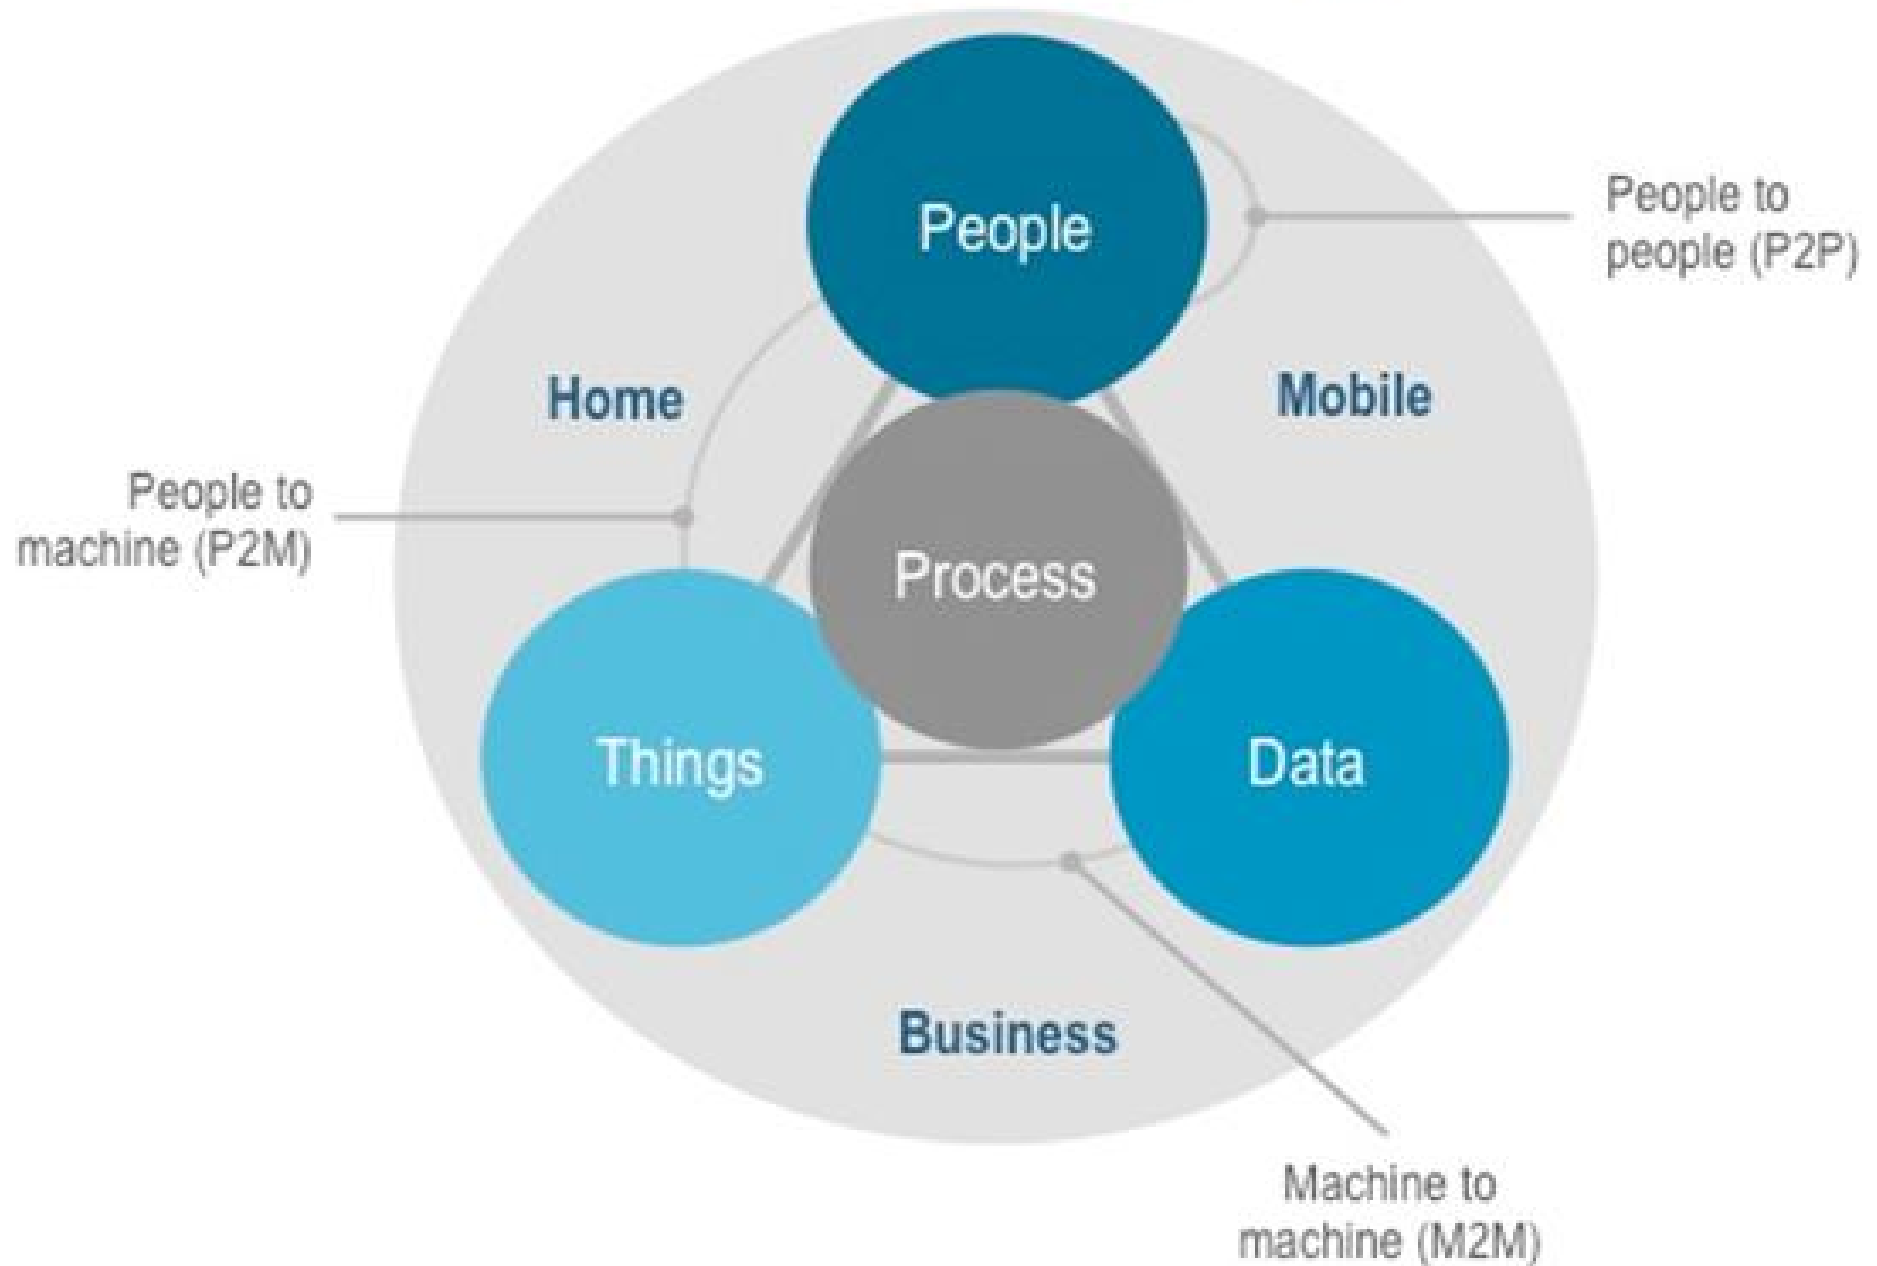 People
People to
people (P2P)
Home
Mobile
People to
machine (P2M)
Process
Things
Data
Business
Machine to
machine (M2M)